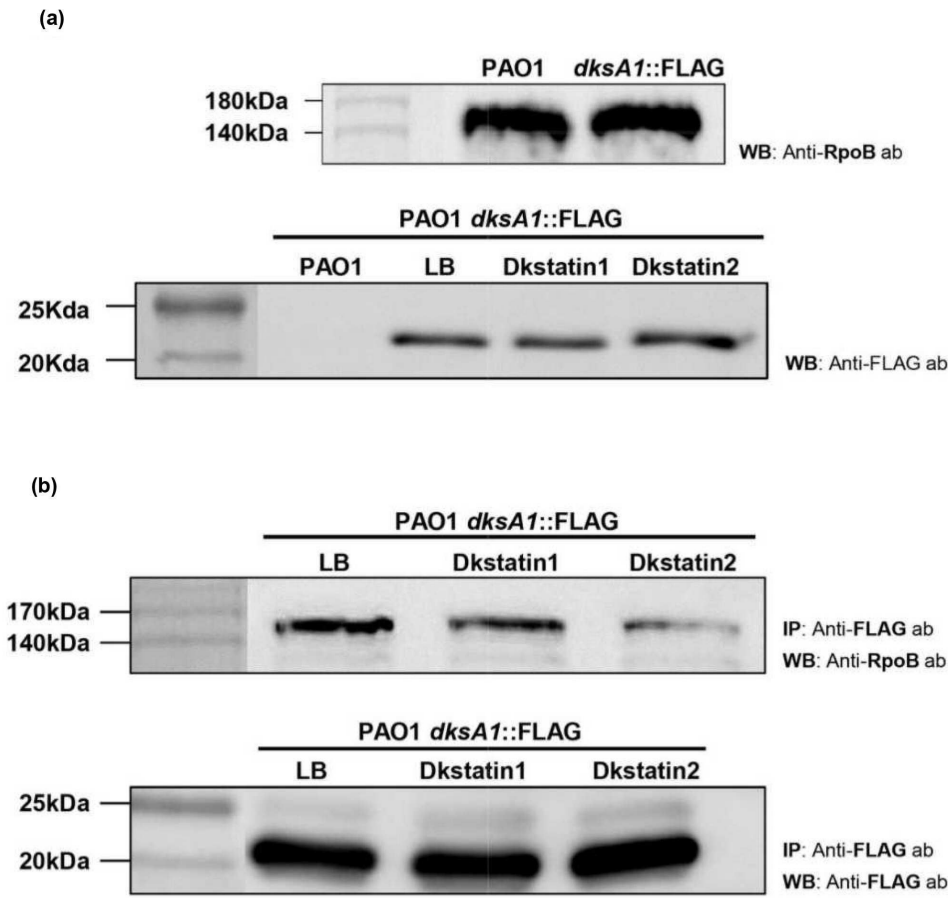 (a)
PAO1 dksA1::FLAG
180kDa
140kDa
WB: Anti-RpoB ab
PAO1 dksA1::FLAG
PAO1 LB Dkstatin1 Dkstatin2
25Kda
20Kda
WB: Anti-FLAG ab
(b)
PAO1 dksA1::FLAG
LB Dkstatin1 Dkstatin2
170kDa
140kDa
IP: Anti-FLAG ab
WB: Anti-RpoB ab
PAO1 dksA1::FLAG
LB Dkstatin1 Dkstatin2
25kDa
20kDa
IP: Anti-FLAG ab
WB: Anti-FLAG ab